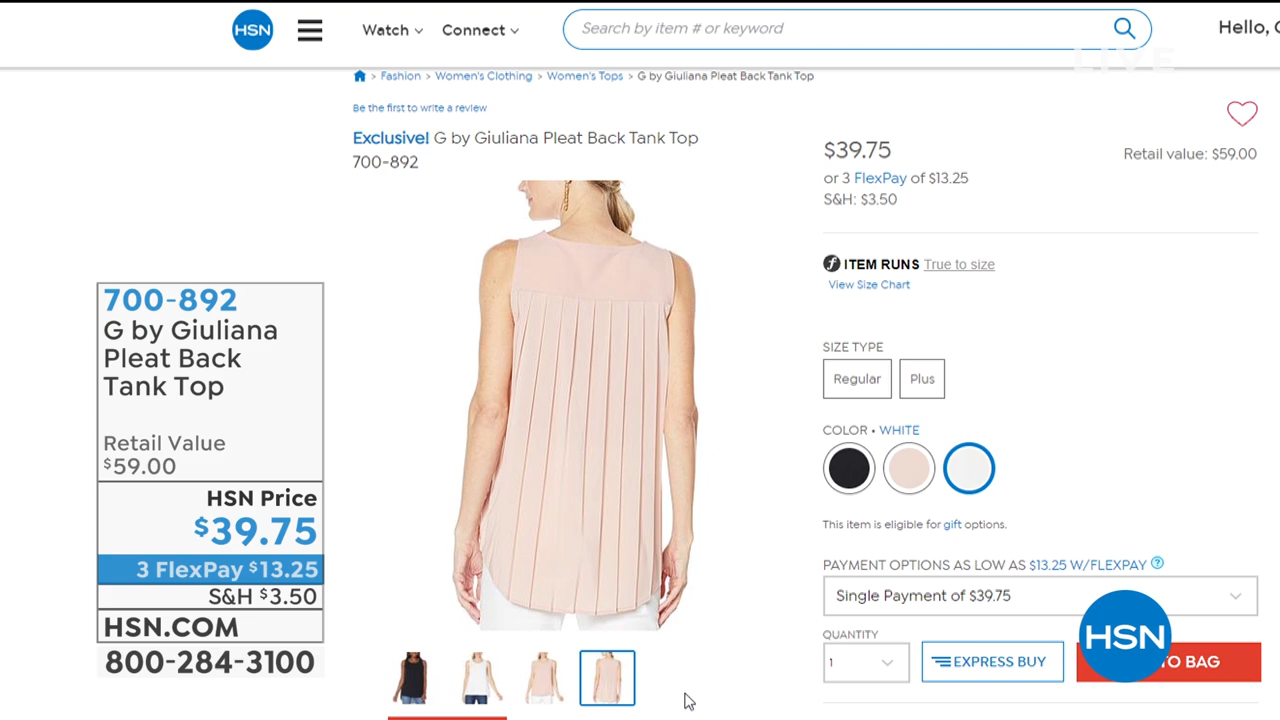 HSN
Watch
Connect
Search by item # or keyword
Hello,
LIVE
> Fashion > Women's Clothing > Women's Tops > G by Giuliana Pleat Back Tank Top
Be the first to write a review
Exclusive! G by Giuliana Pleat Back Tank Top
700-892
$39.75
Retail value: $59.00
or 3 FlexPay of $13.25
S&H: $3.50
ITEM RUNS True to size
View Size Chart
SIZE TYPE
Regular
Plus
COLOR • WHITE
This item is eligible for gift options.
PAYMENT OPTIONS AS LOW AS $13.25 W/FLEXPAY ?
Single Payment of $39.75
QUANTITY
1
EXPRESS BUY
TO BAG
HSN
700-892
G by Giuliana
Pleat Back
Tank Top
Retail Value
$59.00
HSN Price
$39.75
3 FlexPay $13.25
S&H $3.50
HSN.COM
800-284-3100